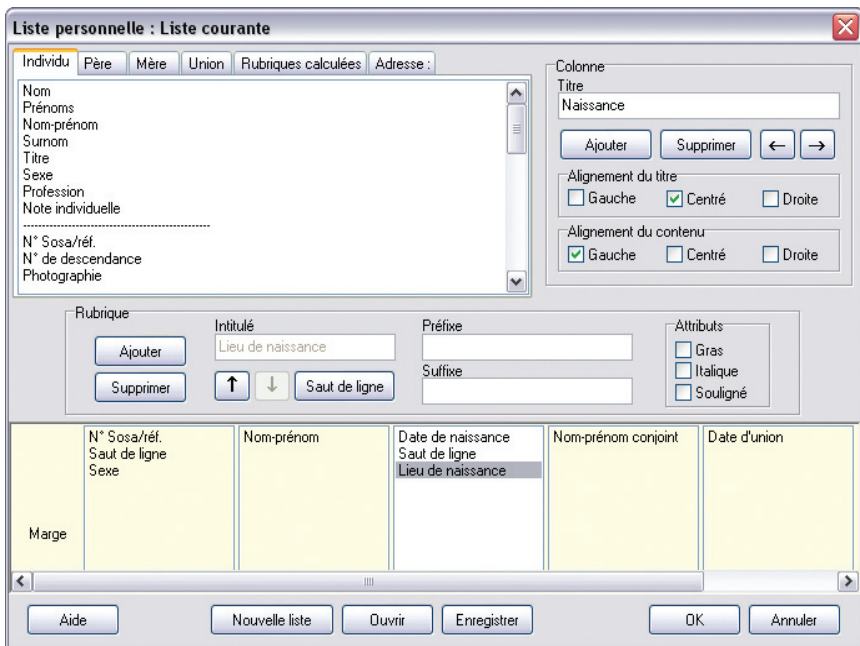 Liste personnelle : Liste courante
Individu Père Mère Union Rubriques calculées Adresse :
Nom
Prénoms
Nom-prénom
Surnom
Titre
Sexe
Profession
Note individuelle
--------------------------------------------------
N° Sosa/réf.
N° de descendance
Photographie
Colonne
Titre
Naissance
Ajouter Supprimer ← →
Alignement du titre
Gauche Centré Droite
Alignement du contenu
Gauche Centré Droite
Rubrique
Ajouter
Supprimer
Intitulé
Lieu de naissance
↑ ↓ Saut de ligne
Préfixe
Suffixe
Attributs
Gras
Italique
Souligné
Marge
N° Sosa/réf.
Saut de ligne
Sexe
Nom-prénom
Date de naissance
Saut de ligne
Lieu de naissance
Nom-prénom conjoint
Date d'union
Aide Nouvelle liste Ouvrir Enregistrer OK Annuler